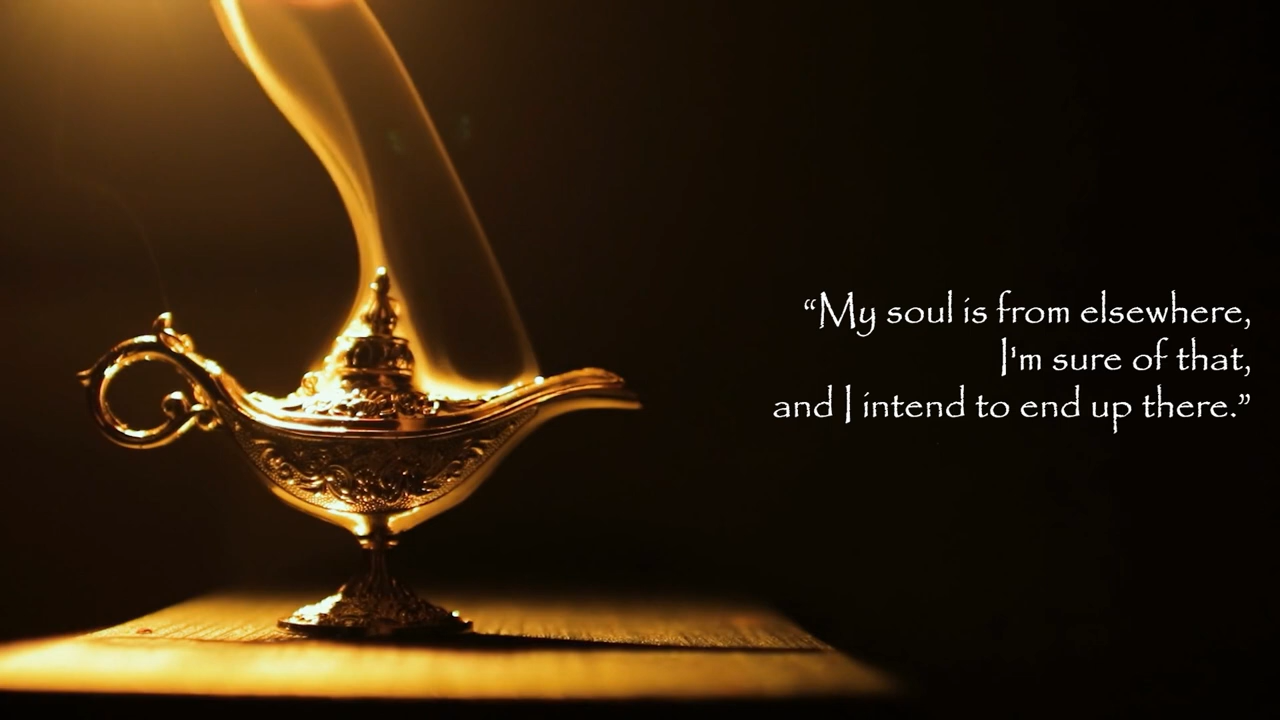 “My soul is from elsewhere,
I'm sure of that,
and I intend to end up there.”